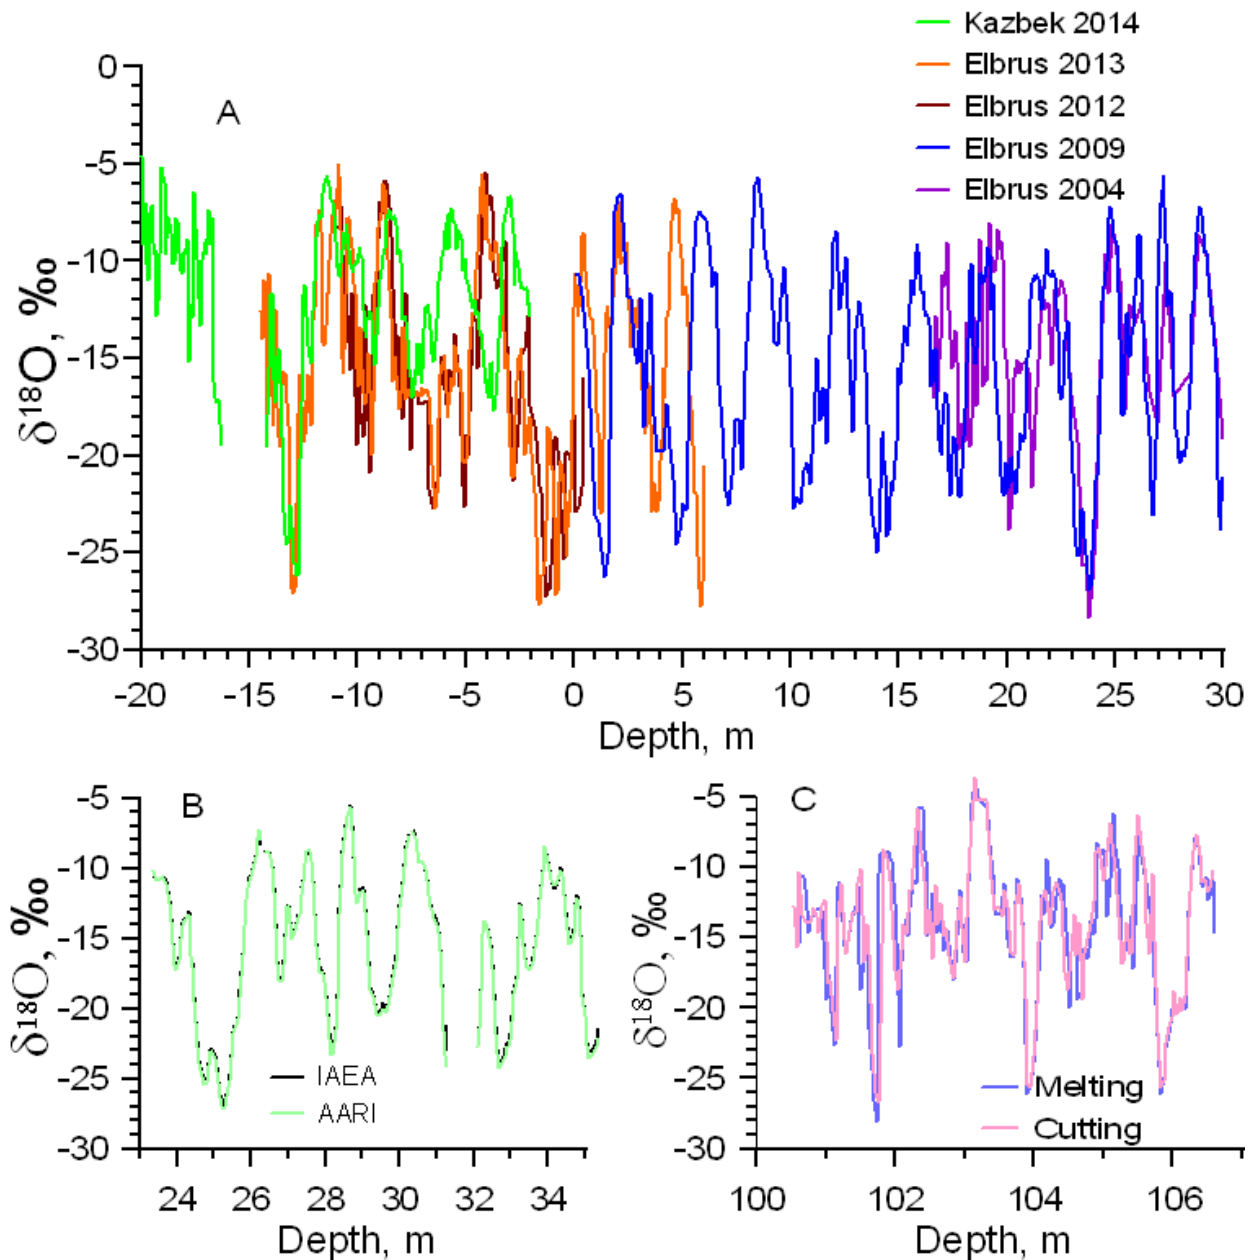 Kazbek 2014
Elbrus 2013
Elbrus 2012
Elbrus 2009
Elbrus 2004
A
δ18O, ‰
0
-5
-10
-15
-20
-25
-30
-20 -15 -10 -5 0 5 10 15 20 25 30
Depth, m
B
δ18O, ‰
-5
-10
-15
-20
-25
-30
IAEA
AARI
24 26 28 30 32 34
Depth, m
C
δ18O, ‰
-5
-10
-15
-20
-25
-30
Melting
Cutting
100 102 104 106
Depth, m